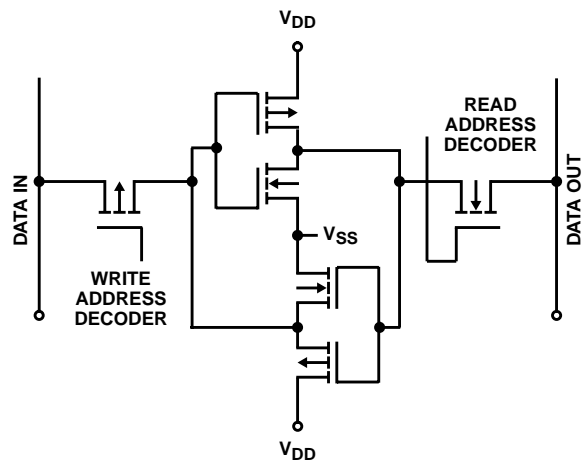 VDD
READ
ADDRESS
DECODER
DATA IN
DATA OUT
VSS
WRITE
ADDRESS
DECODER
VDD